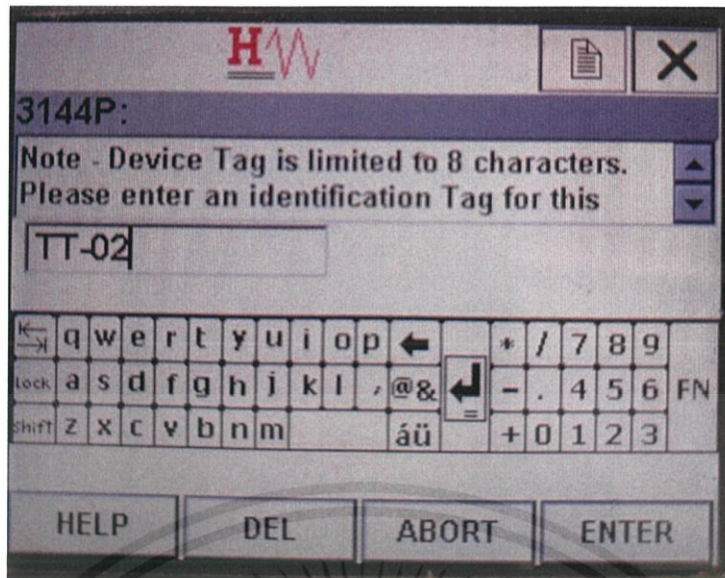 H
3144P:
Note - Device Tag is limited to 8 characters.
Please enter an identification Tag for this
TT-02
q w e r t y u i o p * / 7 8 9
Lock a s d f g h j k l , @& - . 4 5 6 FN
Shift z x c v b n m áü = + 0 1 2 3
HELP DEL ABORT ENTER